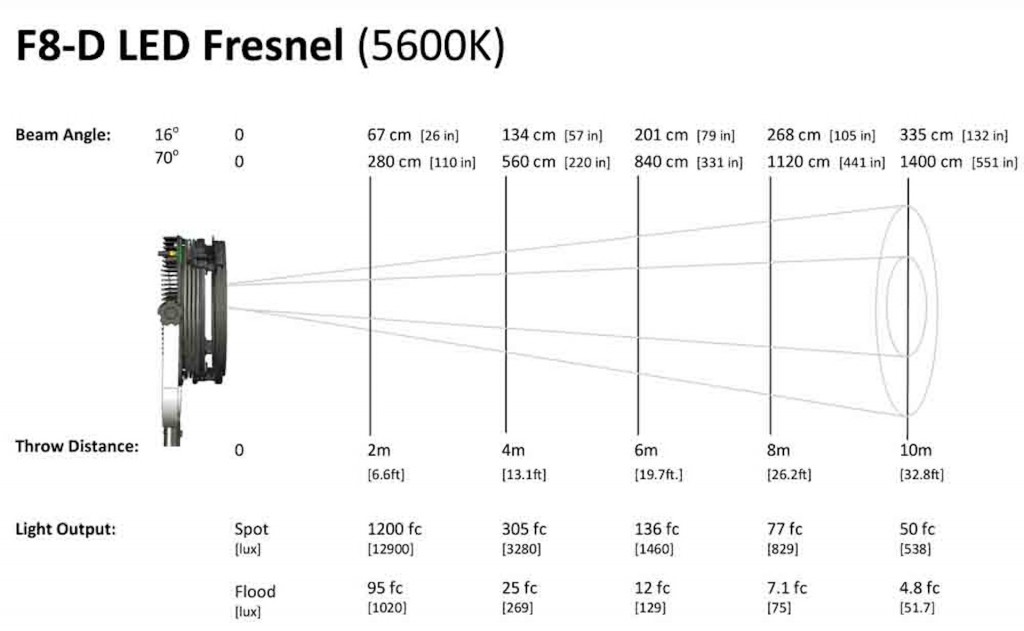 F8-D LED Fresnel (5600K)
Beam Angle: 16° 0 67 cm [26 in] 134 cm [57 in] 201 cm [79 in] 268 cm [105 in] 335 cm [132 in]
70° 0 280 cm [110 in] 560 cm [220 in] 840 cm [331 in] 1120 cm [441 in] 1400 cm [551 in]
Throw Distance: 0 2m 4m 6m 8m 10m
[6.6ft] [13.1ft] [19.7ft.] [26.2ft] [32.8ft]
Light Output: Spot 1200 fc 305 fc 136 fc 77 fc 50 fc
[lux] [12900] [3280] [1460] [829] [538]
Flood 95 fc 25 fc 12 fc 7.1 fc 4.8 fc
[lux] [1020] [269] [129] [75] [51.7]